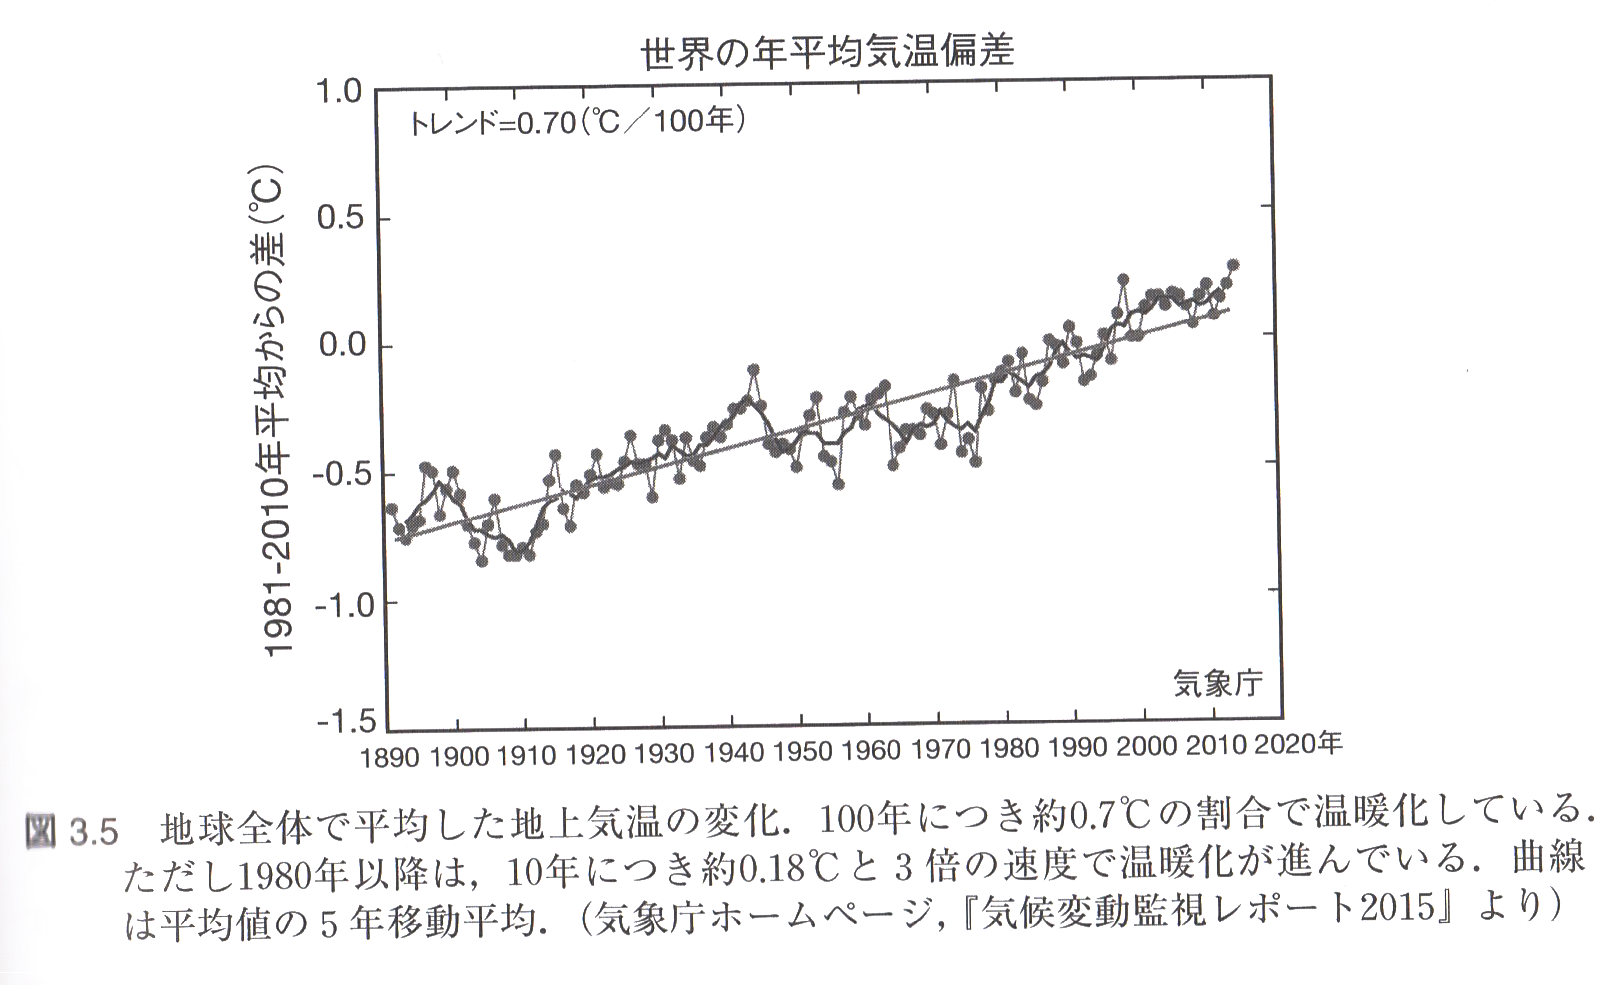 世界の年平均気温偏差
トレンド=0.70(℃/100年)
1981-2010年平均からの差(℃)
1.0
0.5
0.0
-0.5
-1.0
-1.5
気象庁
1890 1900 1910 1920 1930 1940 1950 1960 1970 1980 1990 2000 2010 2020年
図 3.5 地球全体で平均した地上気温の変化.100年につき約0.7℃の割合で温暖化している.
ただし1980年以降は,10年につき約0.18℃と3倍の速度で温暖化が進んでいる.曲線
は平均値の5年移動平均.(気象庁ホームページ,『気候変動監視レポート2015』より)